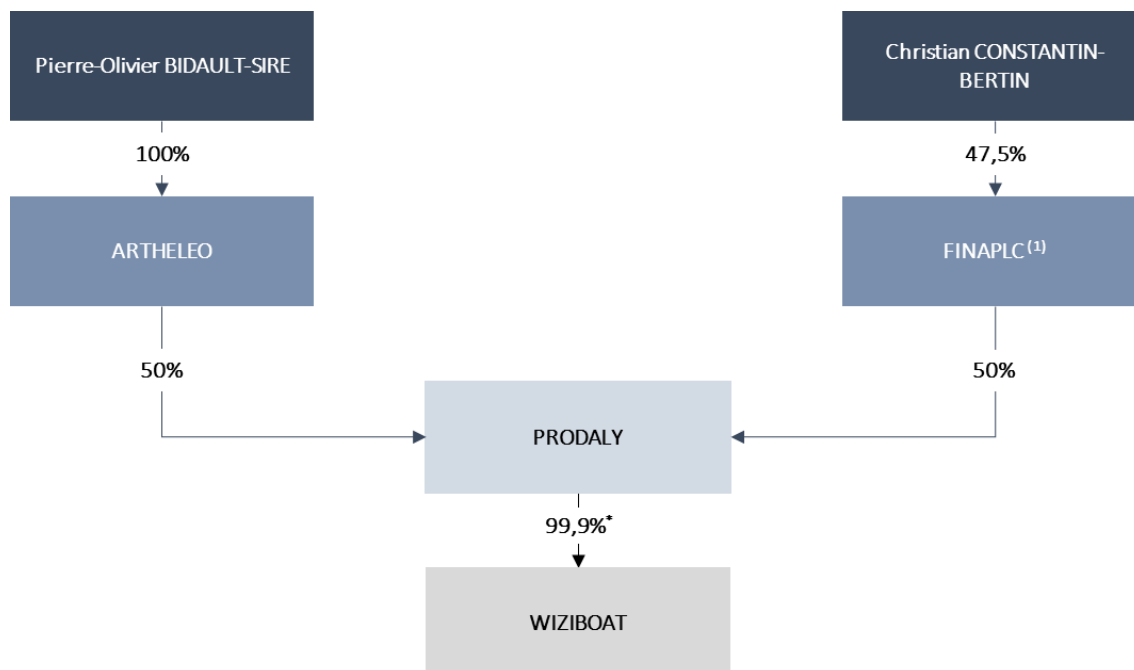 Pierre-Olivier BIDAULT-SIRE
Christian CONSTANTIN-
BERTIN
100%
47,5%
ARTHELEO
FINAPLC (1)
50%
50%
PRODALY
99,9%*
WIZIBOAT